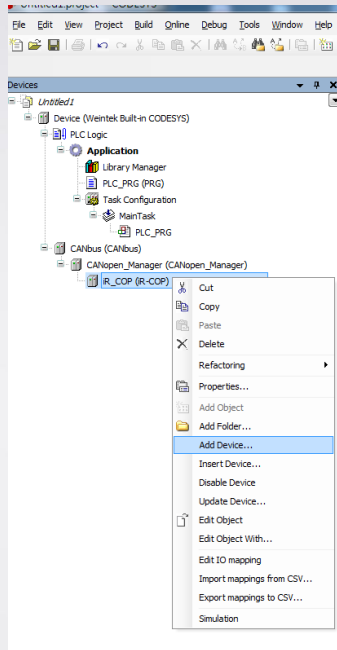 Untitled1.project - CODESYS
File Edit View Project Build Online Debug Tools Window Help
Devices
Untitled1
Device (Weintek Built-in CODESYS)
PLC Logic
Application
Library Manager
PLC_PRG (PRG)
Task Configuration
MainTask
PLC_PRG
CANbus (CANbus)
CANopen_Manager (CANopen_Manager)
iR_COP (iR-COP)
Cut
Copy
Paste
Delete
Refactoring
Properties...
Add Object
Add Folder...
Add Device...
Insert Device...
Disable Device
Update Device...
Edit Object
Edit Object With...
Edit IO mapping
Import mappings from CSV...
Export mappings to CSV...
Simulation